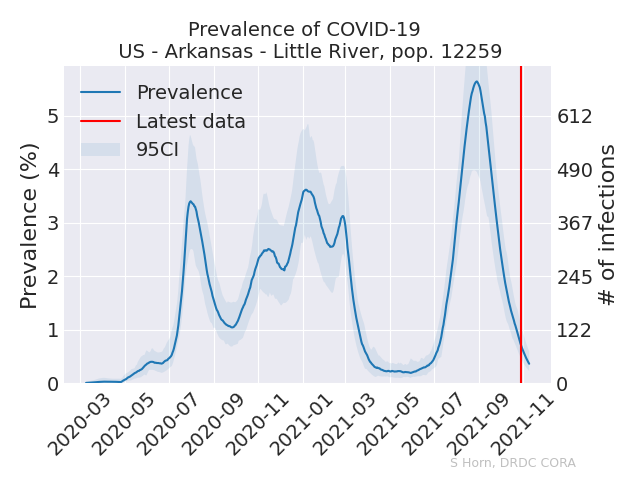 Prevalence of COVID-19
US - Arkansas - Little River, pop. 12259
Prevalence
Latest data
95CI
Prevalence (%)
5
4
3
2
1
0
612
490
367
245
122
0
# of infections
2020-03
2020-05
2020-07
2020-09
2020-11
2021-01
2021-03
2021-05
2021-07
2021-09
2021-11
S Horn, DRDC CORA